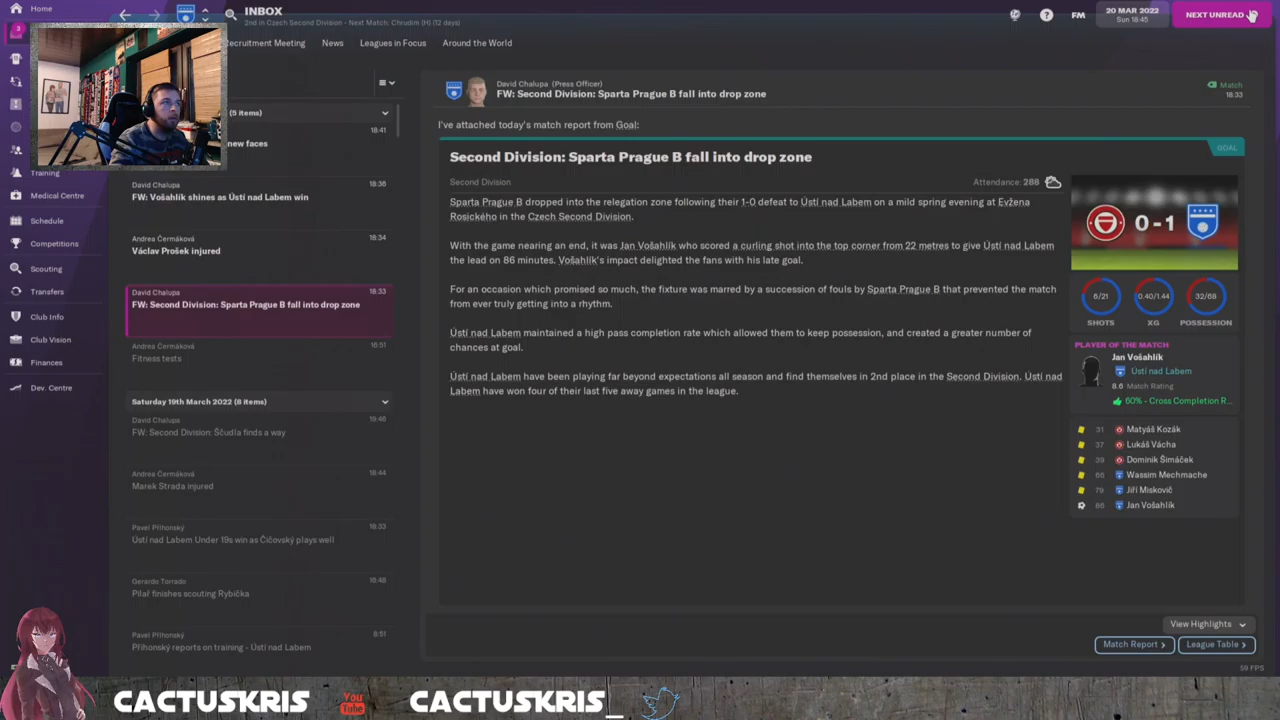 Home
INBOX
2nd in Czech Second Division - Next Match: Chrudim (H) (12 days)
FM
20 MAR 2022
Sun 18:45
NEXT UNREAD
3
Recruitment Meeting
News
Leagues in Focus
Around the World
Training
Medical Centre
Schedule
Competitions
Scouting
Transfers
Club Info
Club Vision
Finances
Dev. Centre
(5 items)
18:41
new faces
David Chalupa
18:36
FW: Vošahlík shines as Ústí nad Labem win
Andrea Čermáková
18:34
Václav Prošek injured
David Chalupa
18:33
FW: Second Division: Sparta Prague B fall into drop zone
Andrea Čermáková
16:51
Fitness tests
Saturday 19th March 2022 (8 items)
David Chalupa
19:46
FW: Second Division: Ščudla finds a way
Andrea Čermáková
18:44
Marek Strada injured
Pavel Příhonský
18:33
Ústí nad Labem Under 19s win as Čičovský plays well
Gerardo Torrado
16:48
Pilař finishes scouting Rybička
Pavel Příhonský
8:51
Příhonský reports on training - Ústí nad Labem
David Chalupa (Press Officer)
FW: Second Division: Sparta Prague B fall into drop zone
Match
18:33
I've attached today's match report from Goal:
GOAL
Second Division: Sparta Prague B fall into drop zone
Second Division
Attendance: 288
Sparta Prague B dropped into the relegation zone following their 1-0 defeat to Ústí nad Labem on a mild spring evening at Evžena
Rosického in the Czech Second Division.
With the game nearing an end, it was Jan Vošahlík who scored a curling shot into the top corner from 22 metres to give Ústí nad Labem
the lead on 86 minutes. Vošahlík's impact delighted the fans with his late goal.
For an occasion which promised so much, the fixture was marred by a succession of fouls by Sparta Prague B that prevented the match
from ever truly getting into a rhythm.
Ústí nad Labem maintained a high pass completion rate which allowed them to keep possession, and created a greater number of
chances at goal.
Ústí nad Labem have been playing far beyond expectations all season and find themselves in 2nd place in the Second Division. Ústí nad
Labem have won four of their last five away games in the league.
0 - 1
6/21
0.40/1.44
32/68
SHOTS
XG
POSSESSION
PLAYER OF THE MATCH
Jan Vošahlík
Ústí nad Labem
8.6 Match Rating
60% - Cross Completion R...
31 Matyáš Kozák
37 Lukáš Vácha
39 Dominik Šimáček
66 Wassim Mechmache
79 Jiří Miskovič
86 Jan Vošahlík
View Highlights
Match Report
League Table
59 FPS
CACTUSKRIS
You
Tube
CACTUSKRIS_